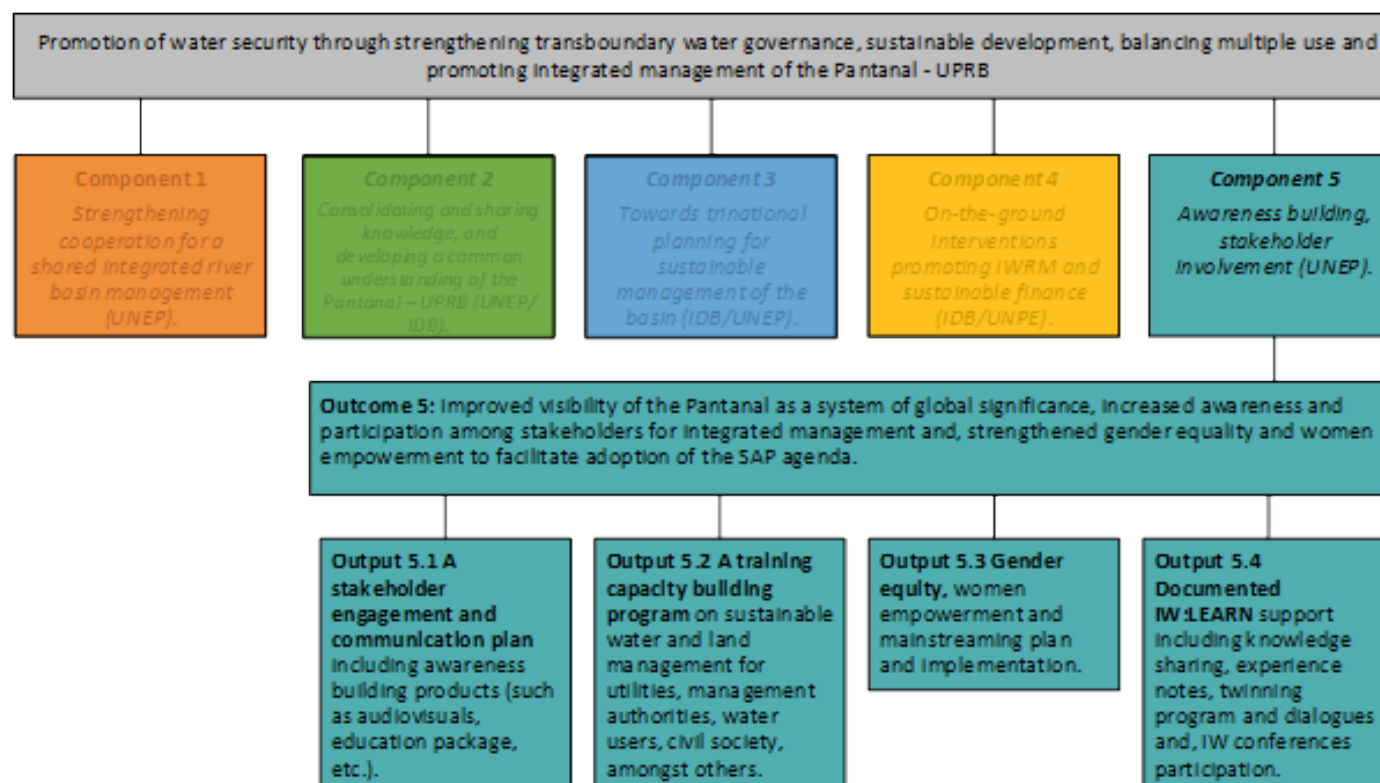 Promotion of water security through strengthening transboundary water governance, sustainable development, balancing multiple use and
promoting integrated management of the Pantanal - UPRB
Component 1
Strengthening
cooperation for a
shared integrated river
basin management
(UNEP).
Component 2
Consolidating and sharing
knowledge, and
developing a common
understanding of the
Pantanal – UPRB (UNEP/
IDB).
Component 3
Towards trinational
planning for
sustainable
management of the
basin (IDB/UNEP).
Component 4
On-the-ground
interventions
promoting IWRM and
sustainable finance
(IDB/UNPE).
Component 5
Awareness building,
stakeholder
involvement (UNEP).
Outcome 5: Improved visibility of the Pantanal as a system of global significance, increased awareness and
participation among stakeholders for integrated management and, strengthened gender equality and women
empowerment to facilitate adoption of the SAP agenda.
Output 5.1 A
stakeholder
engagement and
communication plan
including awareness
building products (such
as audiovisuals,
education package,
etc.).
Output 5.2 A training
capacity building
program on sustainable
water and land
management for
utilities, management
authorities, water
users, civil society,
amongst others.
Output 5.3 Gender
equity, women
empowerment and
mainstreaming plan
and implementation.
Output 5.4
Documented
IW:LEARN support
including knowledge
sharing, experience
notes, twinning
program and dialogues
and, IW conferences
participation.